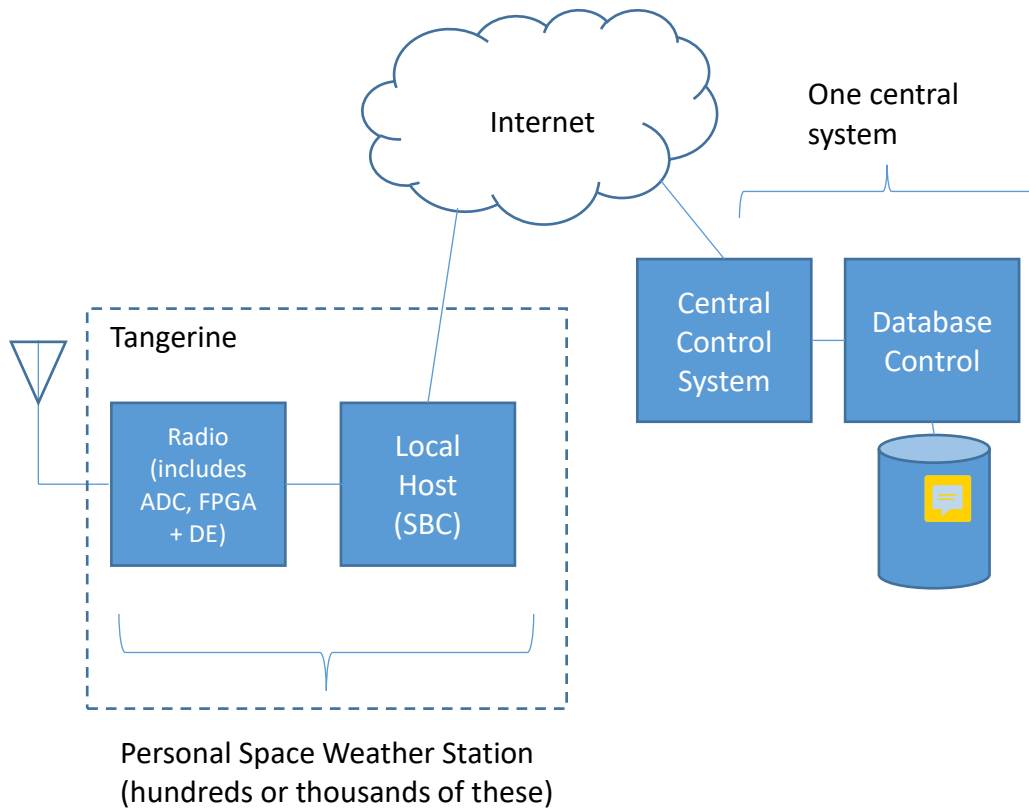 Internet
One central
system
Central
Control
System
Database
Control
Tangerine
Radio
(includes
ADC, FPGA
+ DE)
Local
Host
(SBC)
Personal Space Weather Station
(hundreds or thousands of these)